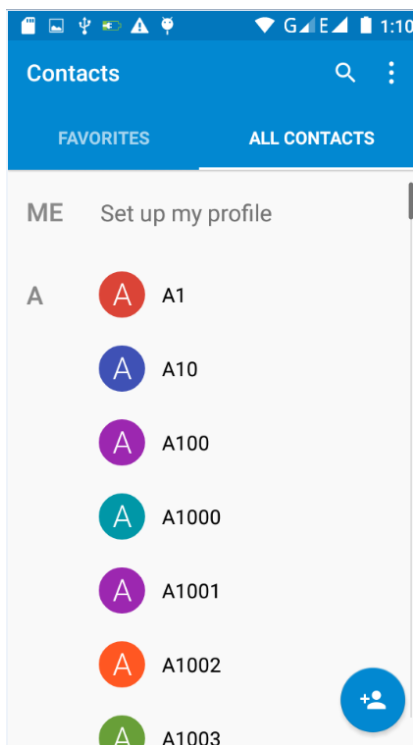 G E 1:10
Contacts
FAVORITES ALL CONTACTS
ME Set up my profile
A A A1
A A10
A A100
A A1000
A A1001
A A1002
A A1003